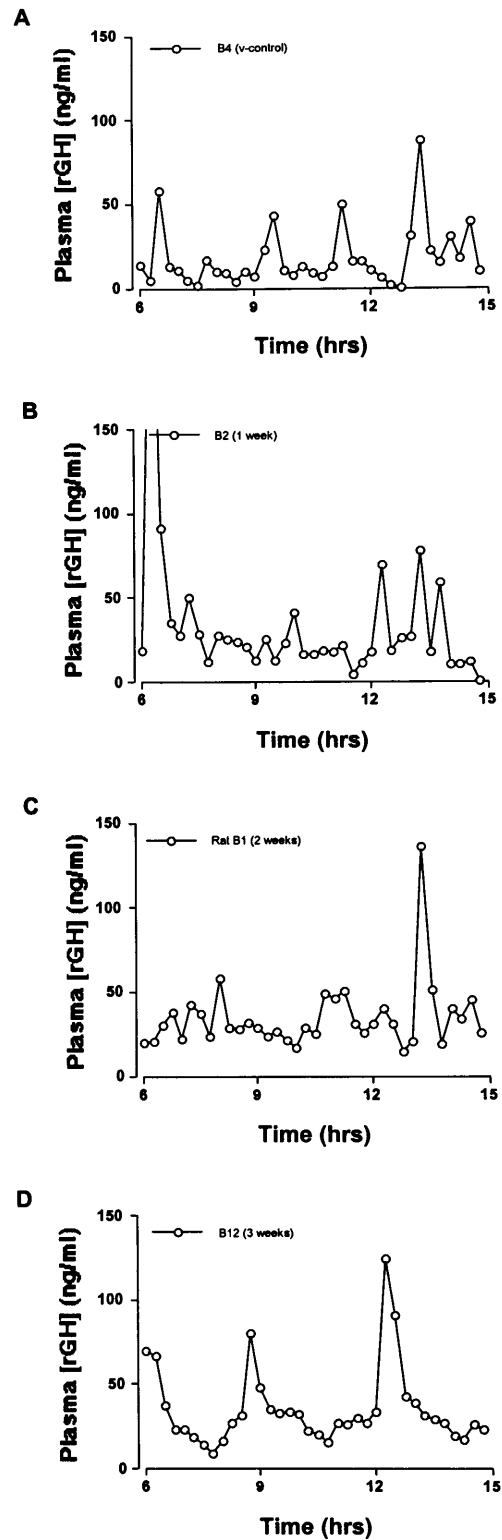 A
150
B4 (v-control)
100
50
0
Plasma [rGH] (ng/ml)
6 9 12 15
Time (hrs)
B
150
B2 (1 week)
100
50
0
Plasma [rGH] (ng/ml)
6 9 12 15
Time (hrs)
C
150
Rat B1 (2 weeks)
100
50
0
Plasma [rGH] (ng/ml)
6 9 12 15
Time (hrs)
D
150
B12 (3 weeks)
100
50
0
Plasma [rGH] (ng/ml)
6 9 12 15
Time (hrs)